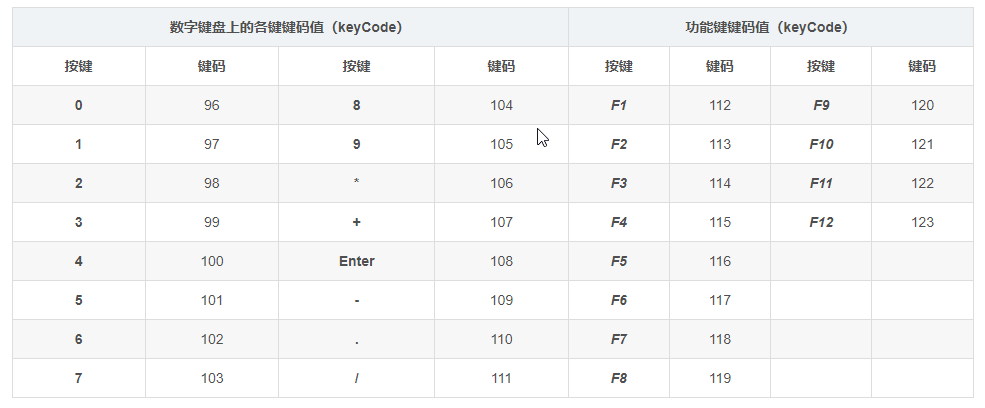 数字键盘上的各键键码值（keyCode） 功能键键码值（keyCode）
按键 键码 按键 键码 按键 键码 按键 键码
0 96 8 104 F1 112 F9 120
1 97 9 105 F2 113 F10 121
2 98 * 106 F3 114 F11 122
3 99 + 107 F4 115 F12 123
4 100 Enter 108 F5 116
5 101 - 109 F6 117
6 102 . 110 F7 118
7 103 / 111 F8 119